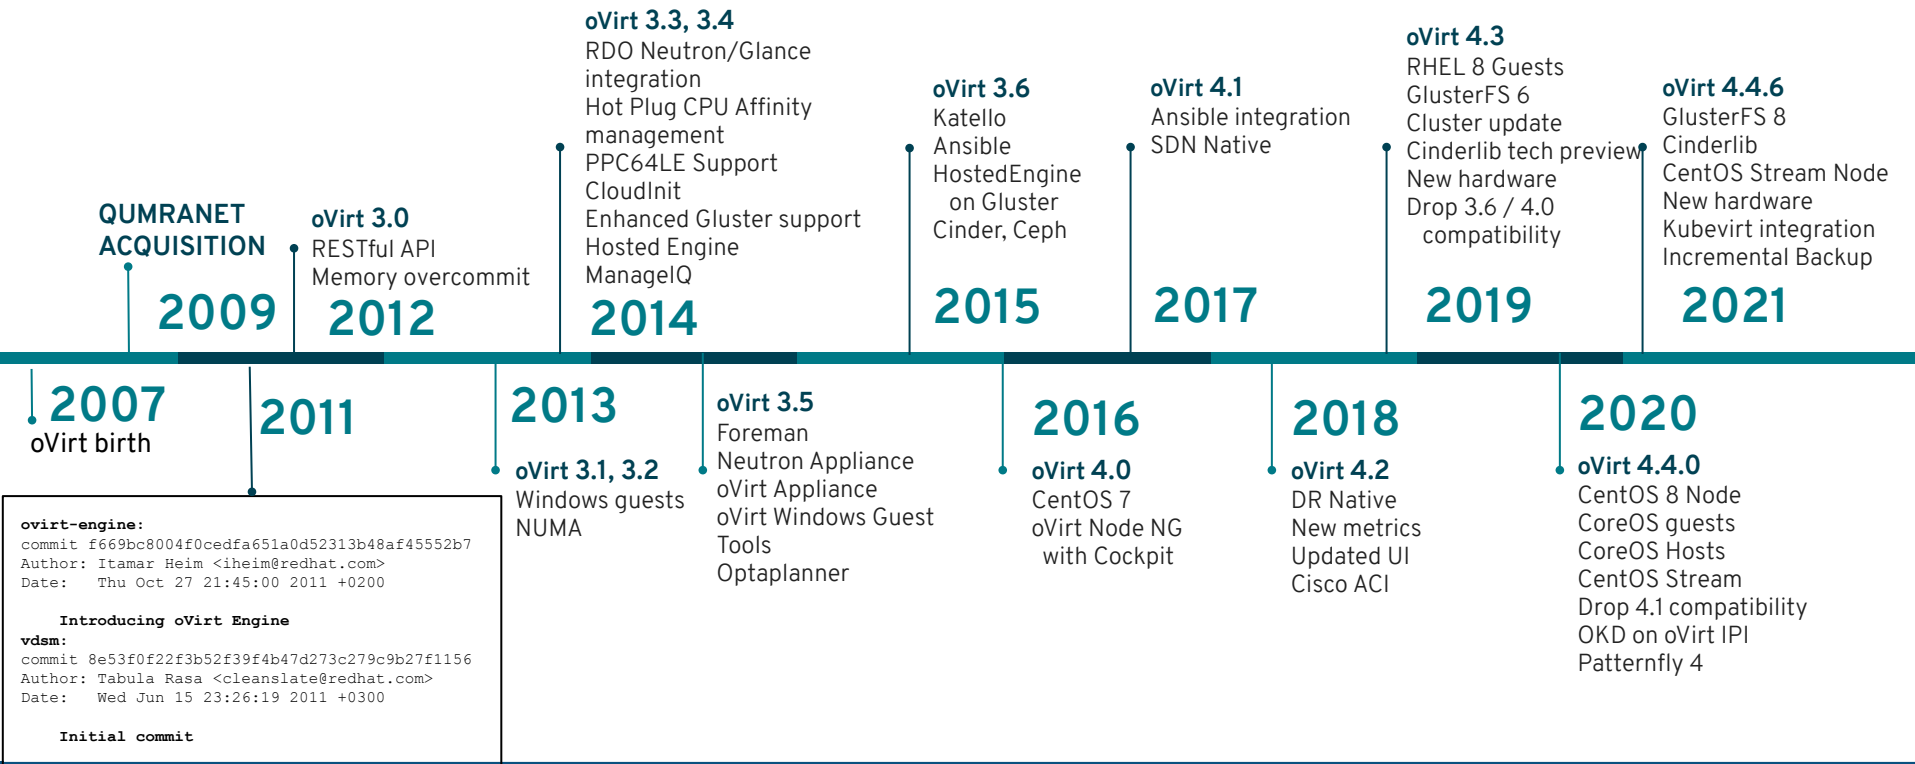 QUMRANET
ACQUISITION
2009
oVirt 3.0
RESTful API
Memory overcommit
2012
oVirt 3.3, 3.4
RDO Neutron/Glance
integration
Hot Plug CPU Affinity
management
PPC64LE Support
CloudInit
Enhanced Gluster support
Hosted Engine
ManageIQ
2014
oVirt 3.6
Katello
Ansible
HostedEngine
on Gluster
Cinder, Ceph
2015
oVirt 4.1
Ansible integration
SDN Native
2017
oVirt 4.3
RHEL 8 Guests
GlusterFS 6
Cluster update
Cinderlib tech preview
New hardware
Drop 3.6 / 4.0
compatibility
2019
oVirt 4.4.6
GlusterFS 8
Cinderlib
CentOS Stream Node
New hardware
Kubevirt integration
Incremental Backup
2021
2007
oVirt birth
2011
ovirt-engine:
commit f669bc8004f0cedfa651a0d52313b48af45552b7
Author: Itamar Heim <iheim@redhat.com>
Date:   Thu Oct 27 21:45:00 2011 +0200
Introducing oVirt Engine
vdsm:
commit 8e53f0f22f3b52f39f4b47d273c279c9b27f1156
Author: Tabula Rasa <cleanslate@redhat.com>
Date:   Wed Jun 15 23:26:19 2011 +0300
Initial commit
2013
oVirt 3.1, 3.2
Windows guests
NUMA
oVirt 3.5
Foreman
Neutron Appliance
oVirt Appliance
oVirt Windows Guest
Tools
Optaplanner
2016
oVirt 4.0
CentOS 7
oVirt Node NG
with Cockpit
2018
oVirt 4.2
DR Native
New metrics
Updated UI
Cisco ACI
2020
oVirt 4.4.0
CentOS 8 Node
CoreOS guests
CoreOS Hosts
CentOS Stream
Drop 4.1 compatibility
OKD on oVirt IPI
Patternfly 4